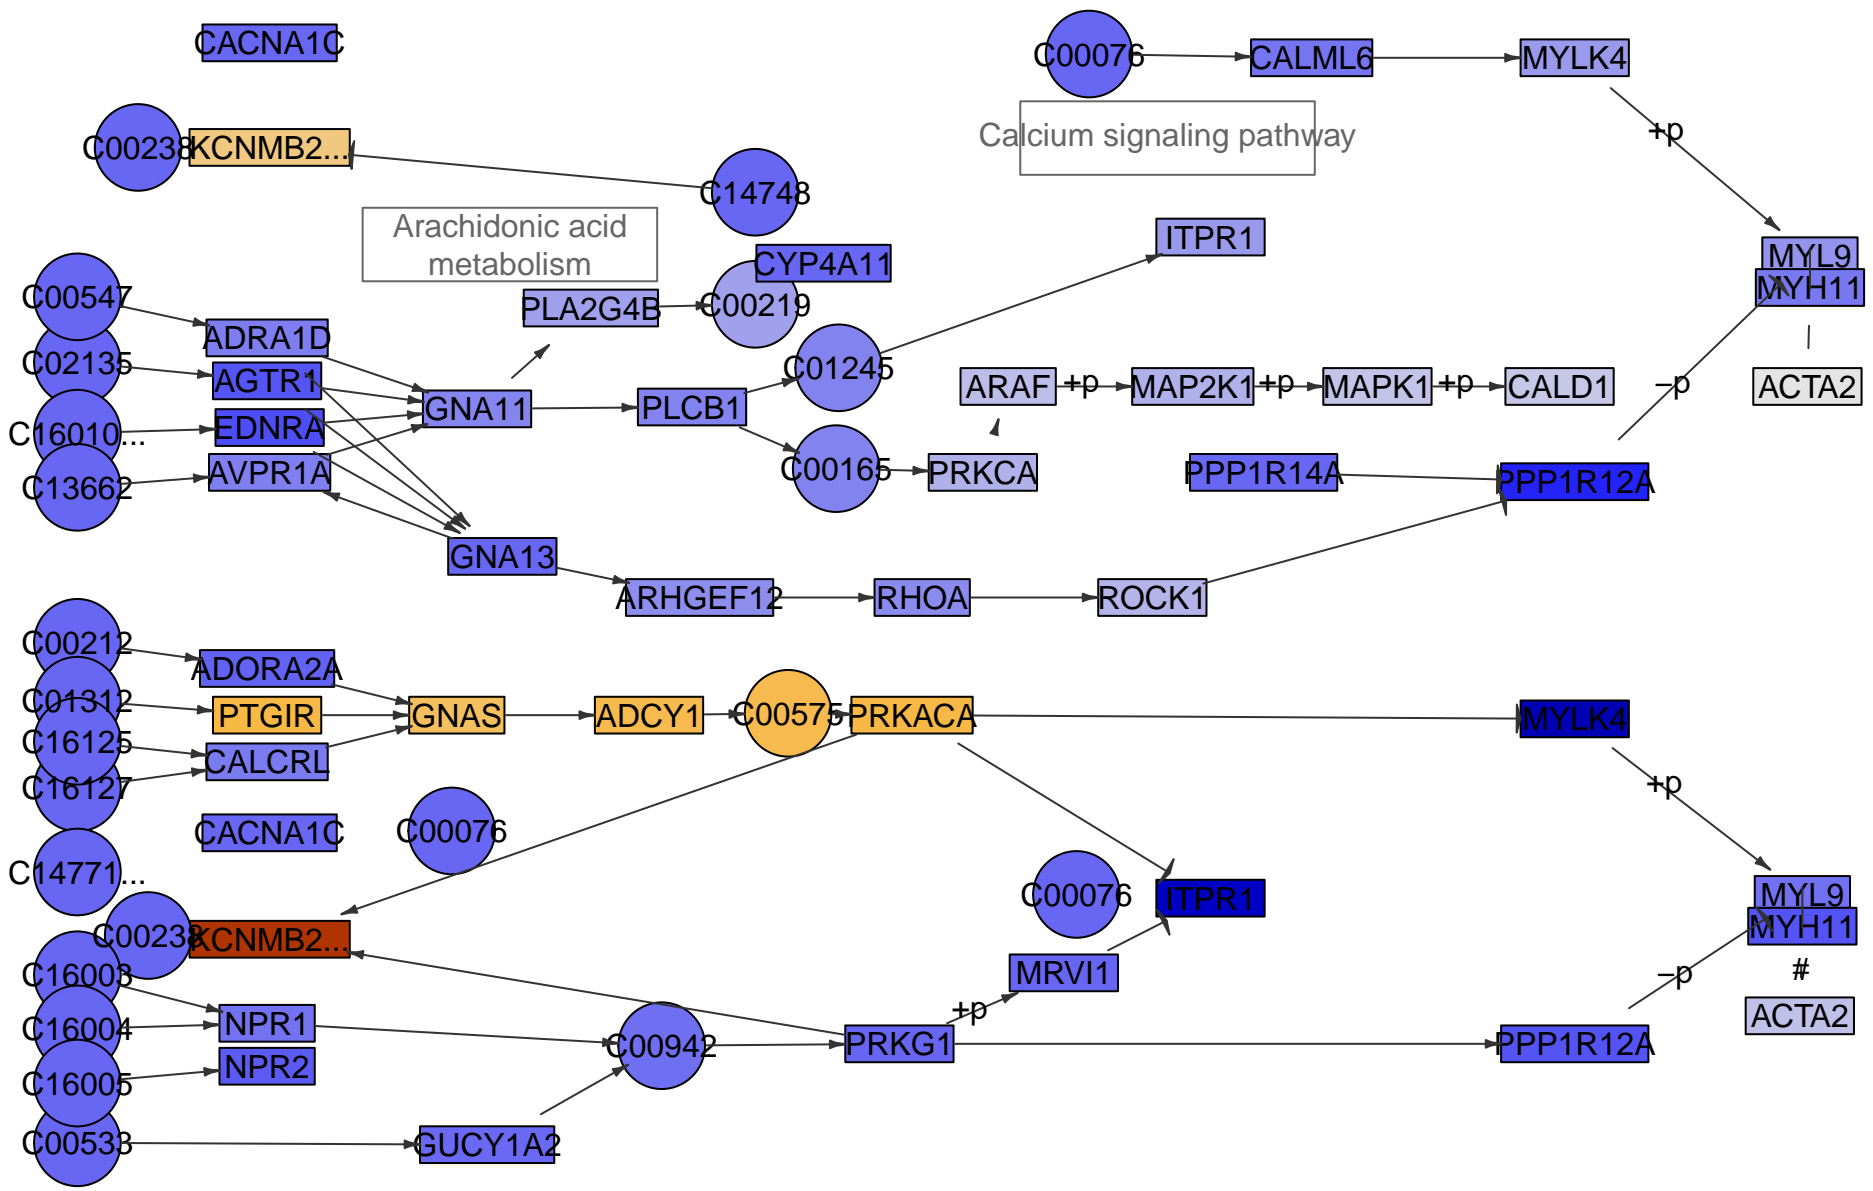 CACNA1C
C00076
CALML6
MYLK4
Calcium signaling pathway
+p
C00238
KCNMB2...
C14748
Arachidonic acid
metabolism
CYP4A11
ITPR1
MYL9
MYH11
C00547
PLA2G4B
C00219
ADRA1D
C02135
AGTR1
C01245
ARAF
+p
MAP2K1
+p
MAPK1
+p
CALD1
−p
ACTA2
GNA11
PLCB1
C16010...
EDNRA
C13662
AVPR1A
C00165
PRKCA
PPP1R14A
PPP1R12A
GNA13
ARHGEF12
RHOA
ROCK1
C00212
ADORA2A
C01312
PTGIR
GNAS
ADCY1
C00575
PRKACA
MYLK4
C16125
CALCRL
C16127
+p
CACNA1C
C00076
C14771...
C00076
ITPR1
MYL9
MYH11
C00238
KCNMB2...
C16003
MRVI1
−p
#
+p
C16004
NPR1
ACTA2
C00942
PRKG1
PPP1R12A
C16005
NPR2
C00533
GUCY1A2